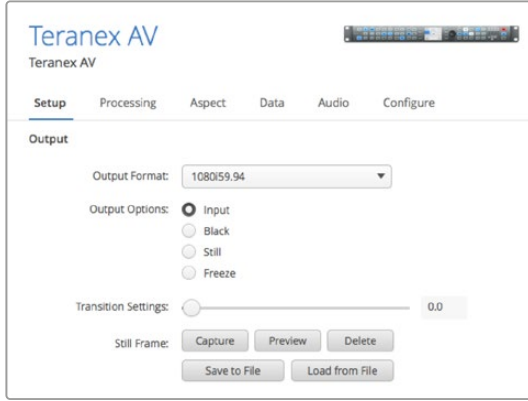 Teranex AV
Teranex AV
Setup Processing Aspect Data Audio Configure
Output
Output Format: 1080i59.94
Output Options: Input
Black
Still
Freeze
Transition Settings: 0.0
Still Frame: Capture Preview Delete
Save to File Load from File